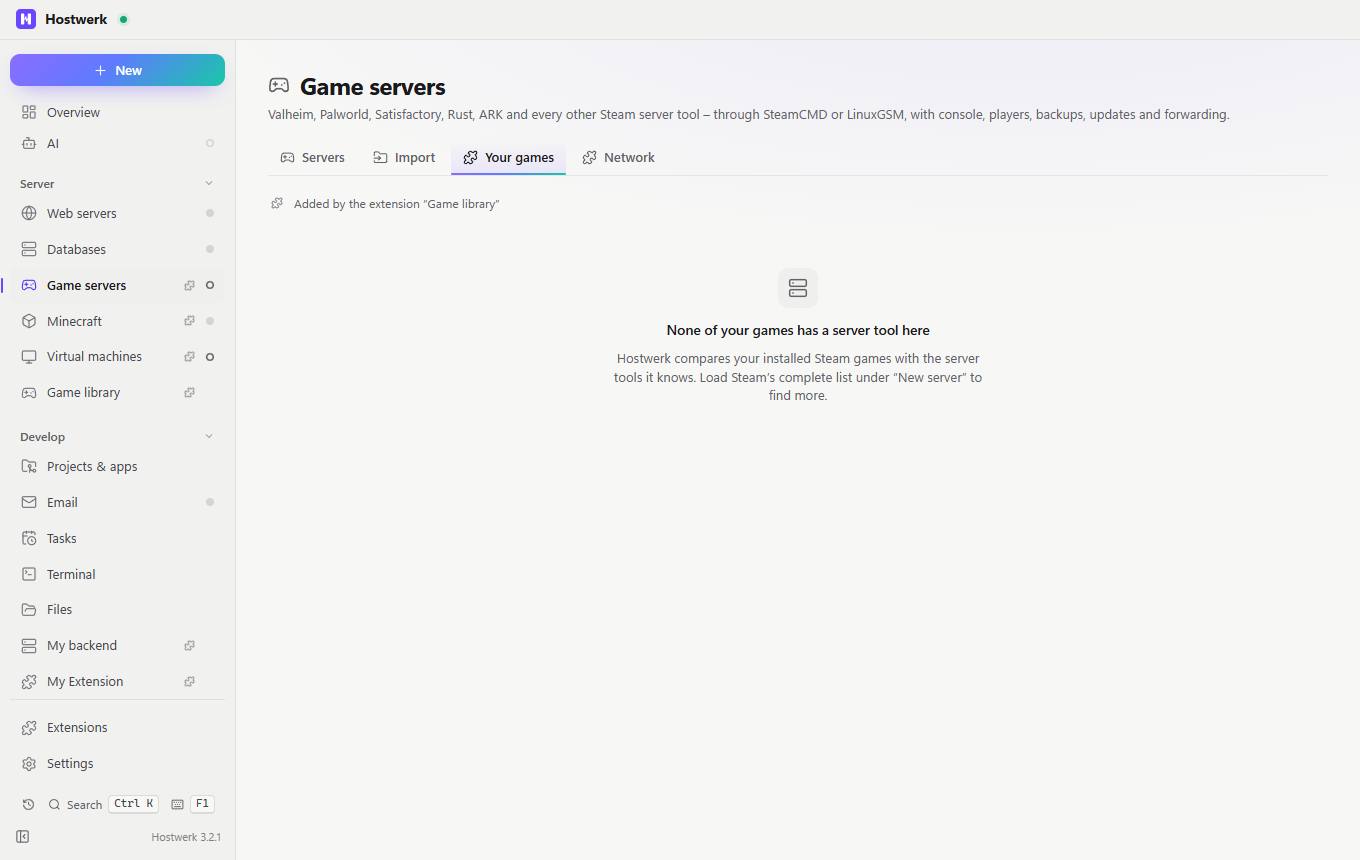 Hostwerk
New
Overview
AI
Server
Web servers
Databases
Game servers
Minecraft
Virtual machines
Game library
Develop
Projects & apps
Email
Tasks
Terminal
Files
My backend
My Extension
Extensions
Settings
Search Ctrl K F1
Hostwerk 3.2.1
Game servers
Valheim, Palworld, Satisfactory, Rust, ARK and every other Steam server tool – through SteamCMD or LinuxGSM, with console, players, backups, updates and forwarding.
Servers Import Your games Network
Added by the extension “Game library”
None of your games has a server tool here
Hostwerk compares your installed Steam games with the server
tools it knows. Load Steam’s complete list under “New server” to
find more.